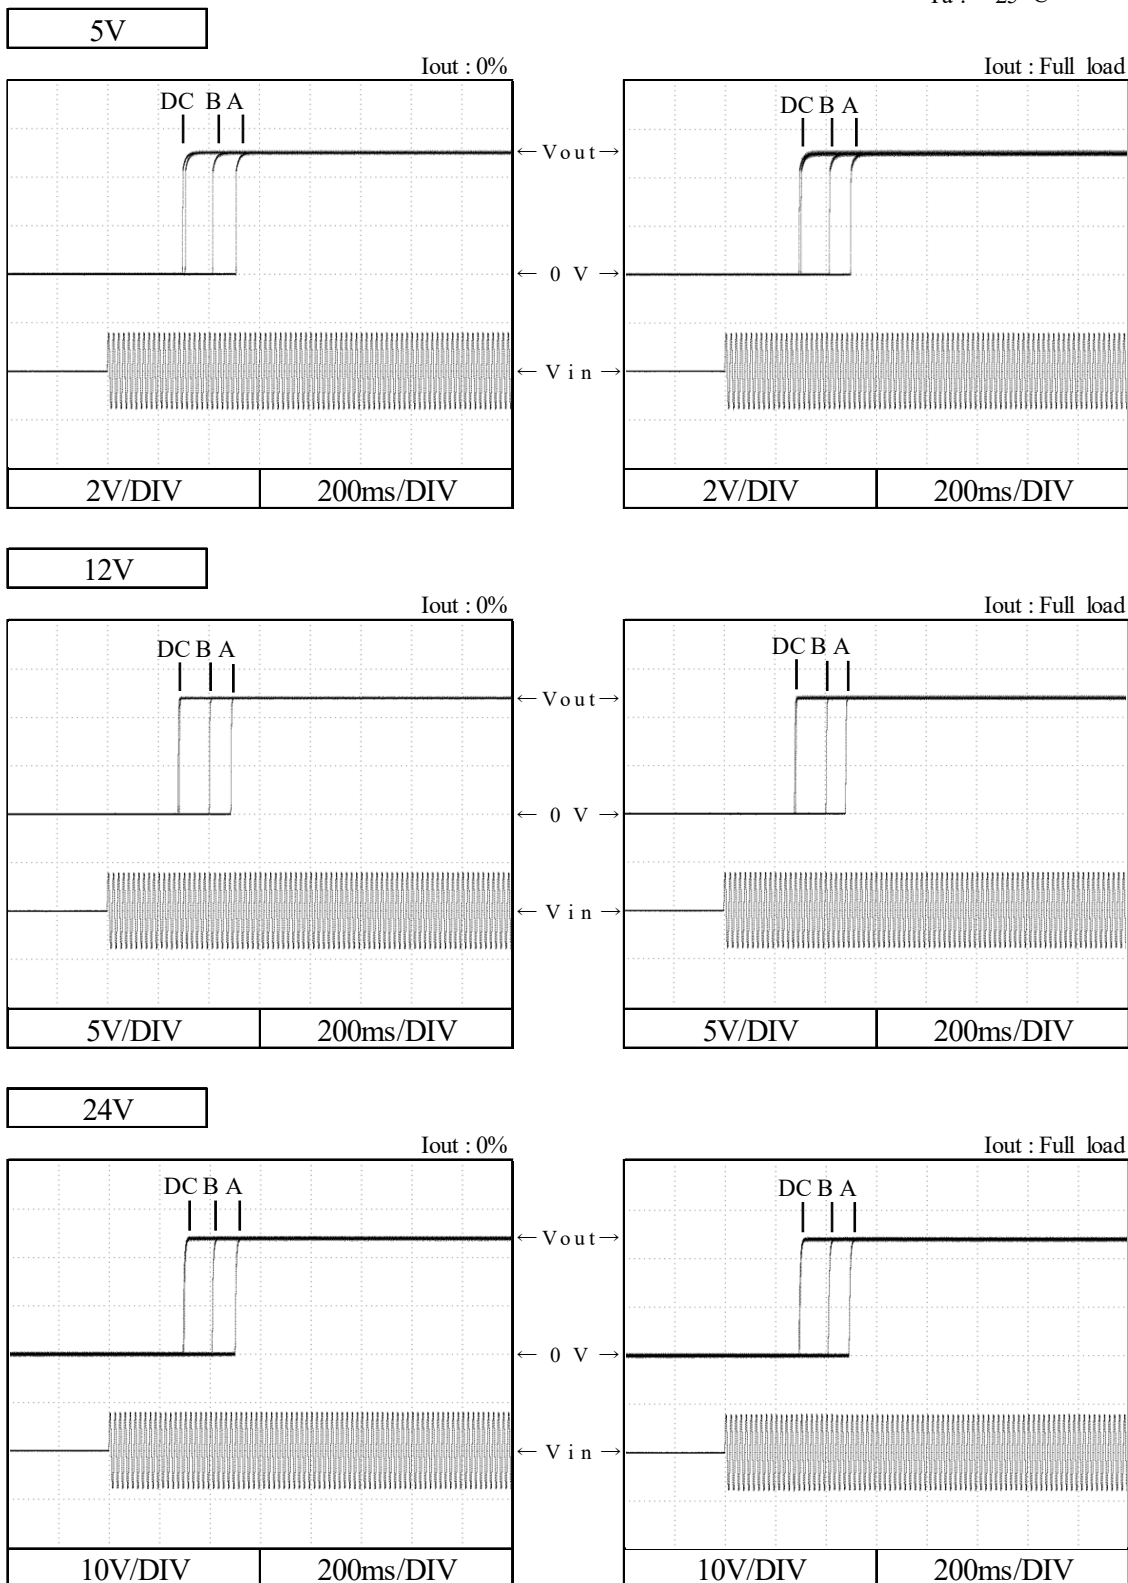 5V
Iout : 0%
Iout : Full load
DC B A
DC B A
←Vout→
← 0 V →
← Vin →
2V/DIV 200ms/DIV
2V/DIV 200ms/DIV
12V
Iout : 0%
Iout : Full load
DC B A
DC B A
←Vout→
← 0 V →
← Vin →
5V/DIV 200ms/DIV
5V/DIV 200ms/DIV
24V
Iout : 0%
Iout : Full load
DC B A
DC B A
←Vout→
← 0 V →
← Vin →
10V/DIV 200ms/DIV
10V/DIV 200ms/DIV